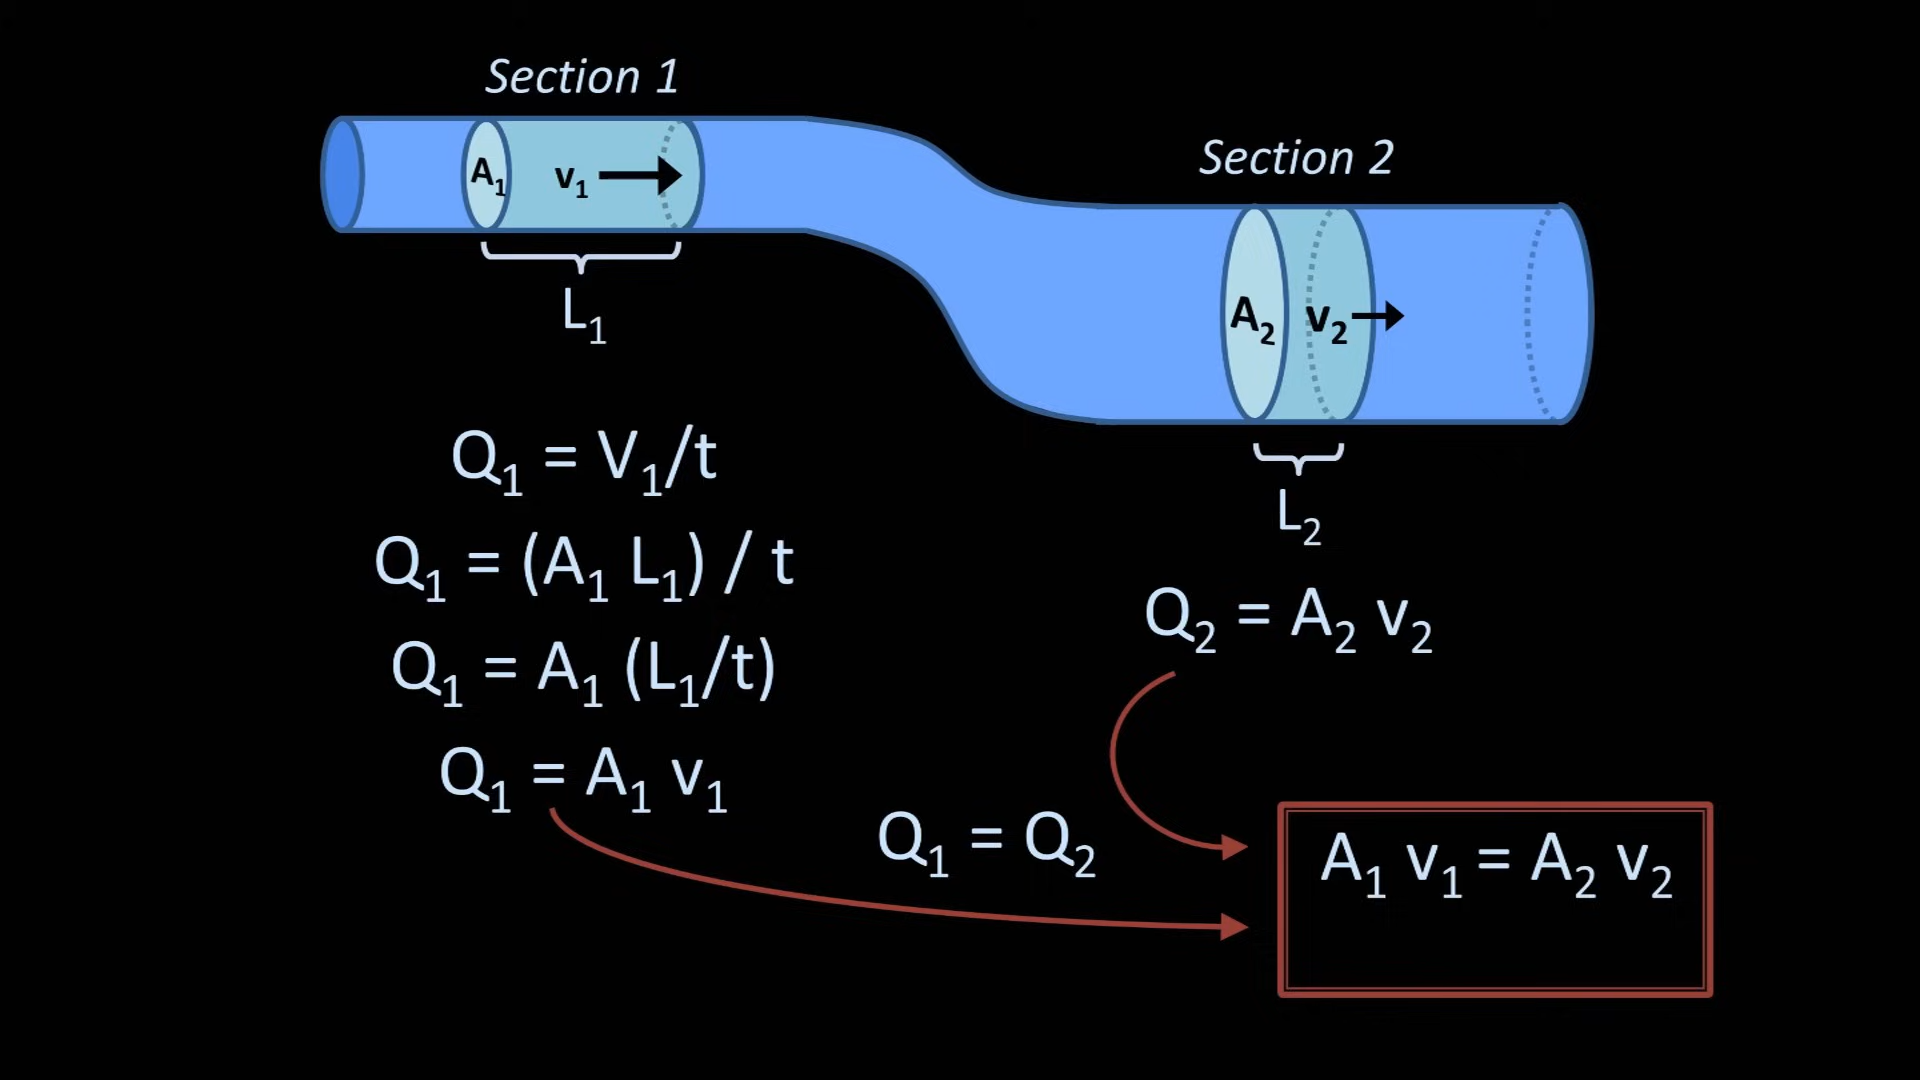 Section 1
A₁ v₁
L₁
Section 2
A₂ v₂
L₂
Q₁ = V₁/t
Q₁ = (A₁ L₁) / t
Q₁ = A₁ (L₁/t)
Q₁ = A₁ v₁
Q₂ = A₂ v₂
Q₁ = Q₂
A₁ v₁ = A₂ v₂